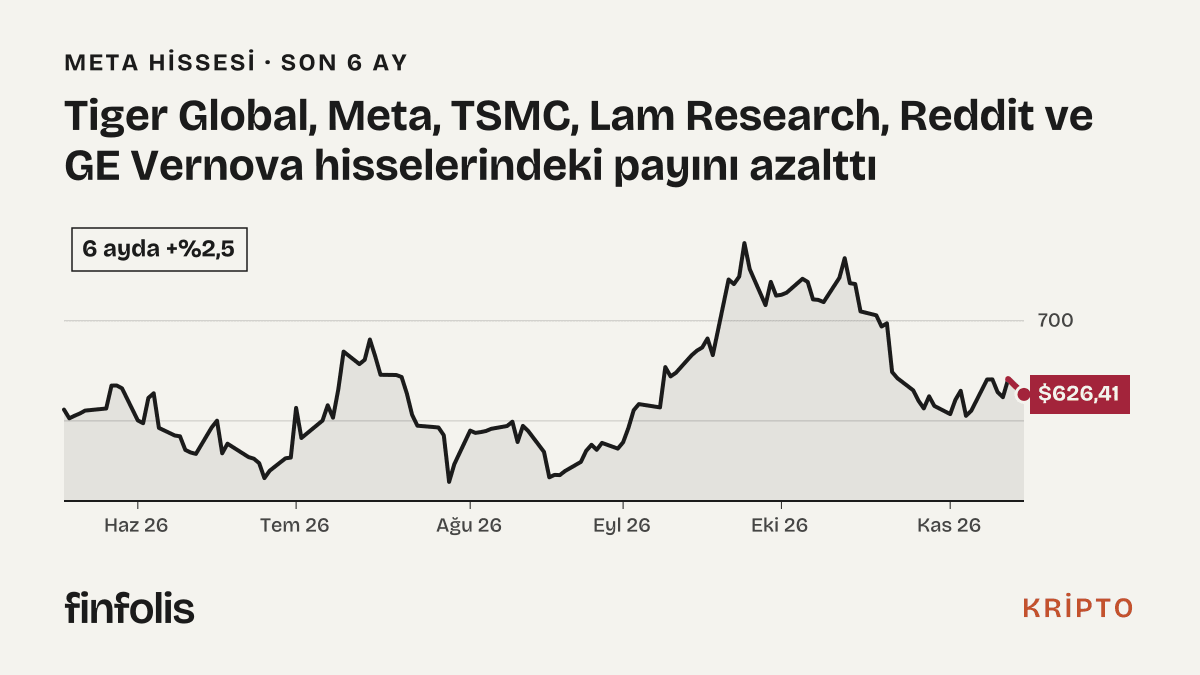 META HİSSESİ · SON 6 AY
Tiger Global, Meta, TSMC, Lam Research, Reddit ve
GE Vernova hisselerindeki payını azalttı
6 ayda +%2,5
700
$626,41
Haz 26
Tem 26
Ağu 26
Eyl 26
Eki 26
Kas 26
finfolis
KRİPTO